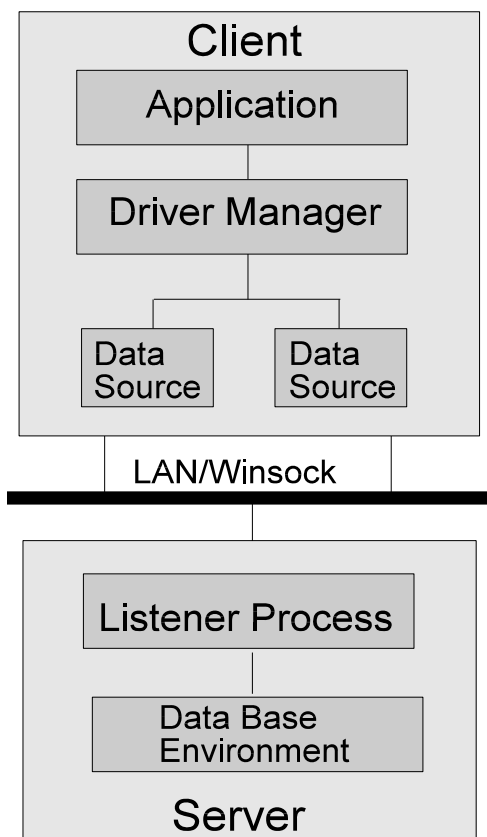 Client
Application
Driver Manager
Data
Source
Data
Source
LAN/Winsock
Listener Process
Data Base
Environment
Server